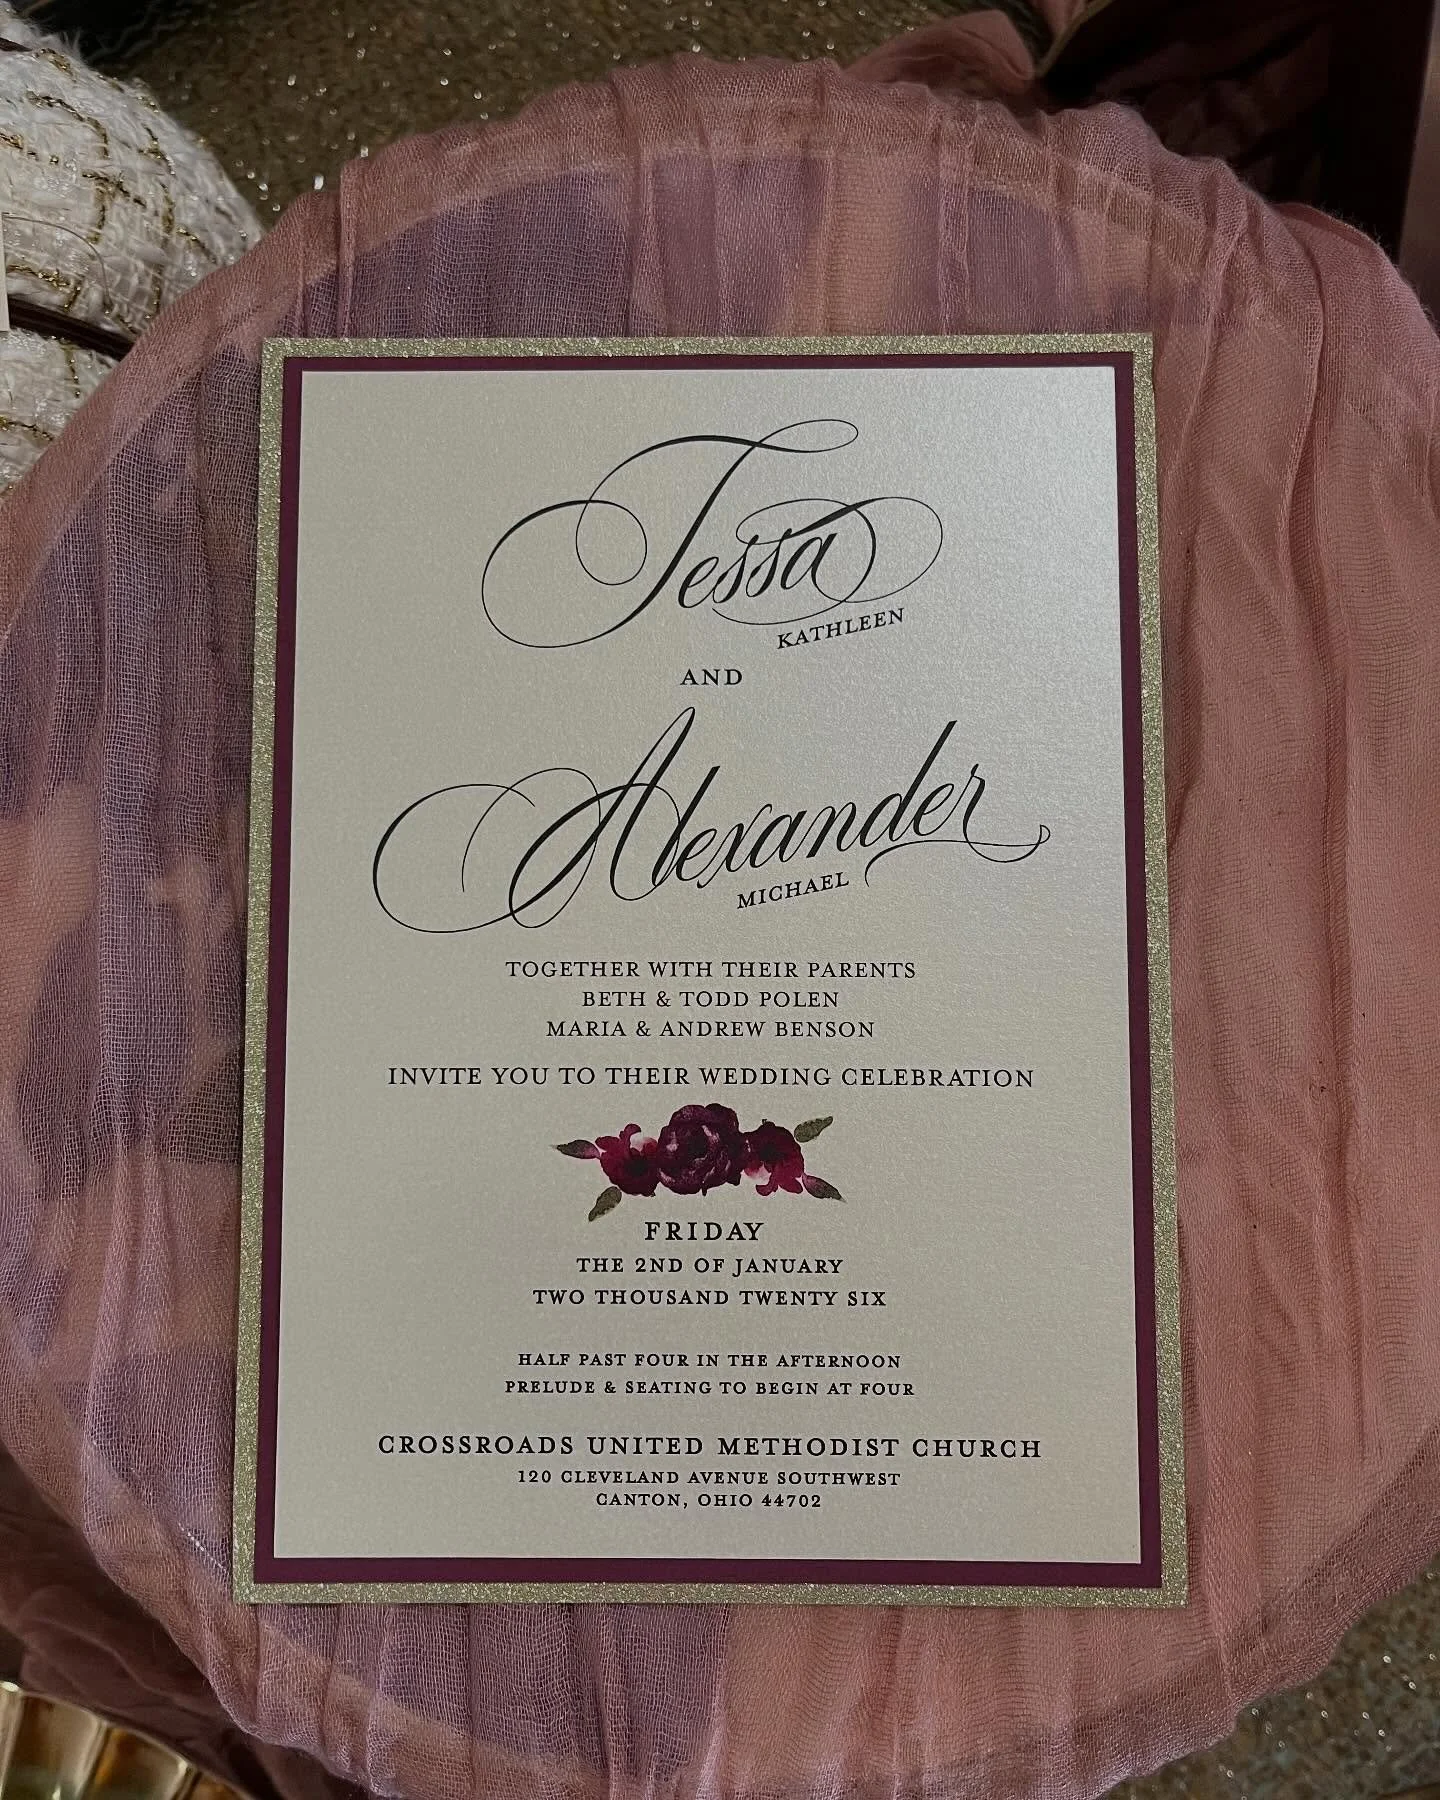 Tessa
KATHLEEN
AND
Alexander
MICHAEL
TOGETHER WITH THEIR PARENTS
BETH & TODD POLEN
MARIA & ANDREW BENSON
INVITE YOU TO THEIR WEDDING CELEBRATION
FRIDAY
THE 2ND OF JANUARY
TWO THOUSAND TWENTY SIX
HALF PAST FOUR IN THE AFTERNOON
PRELUDE & SEATING TO BEGIN AT FOUR
CROSSROADS UNITED METHODIST CHURCH
120 CLEVELAND AVENUE SOUTHWEST
CANTON, OHIO 44702